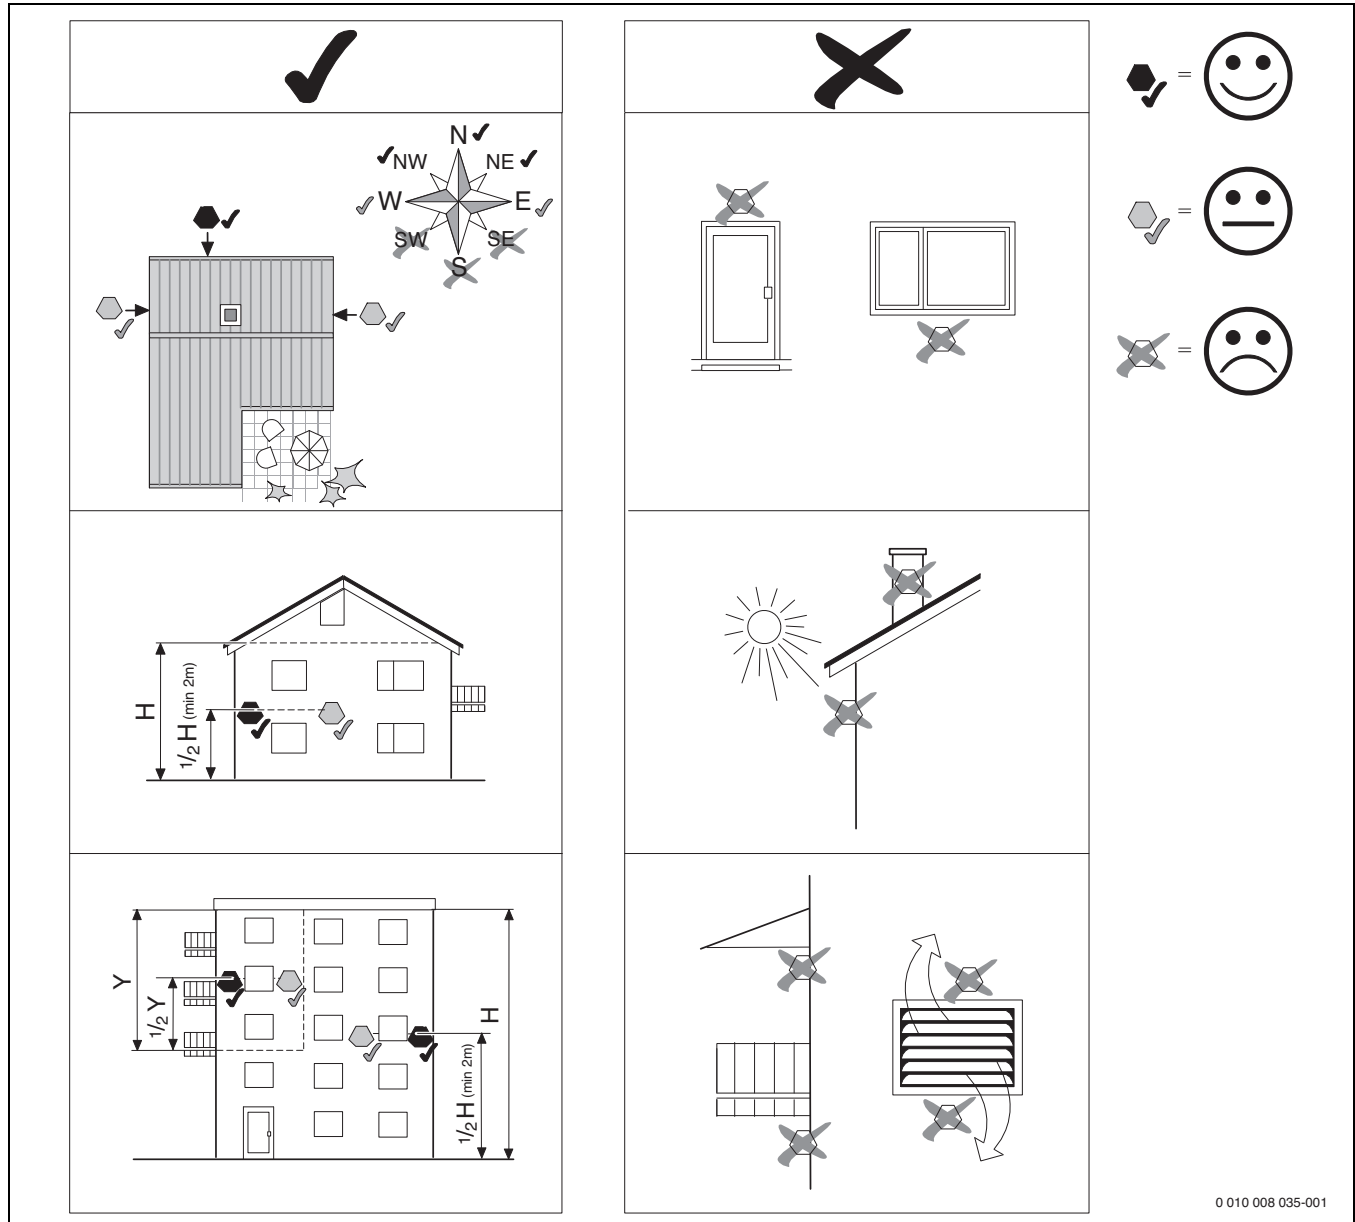 N
NW NE
W E
SW SE
S
=
=
=
H
1/2 H (min 2m)
Y
1/2 Y
H
1/2 H (min 2m)
0 010 008 035-001